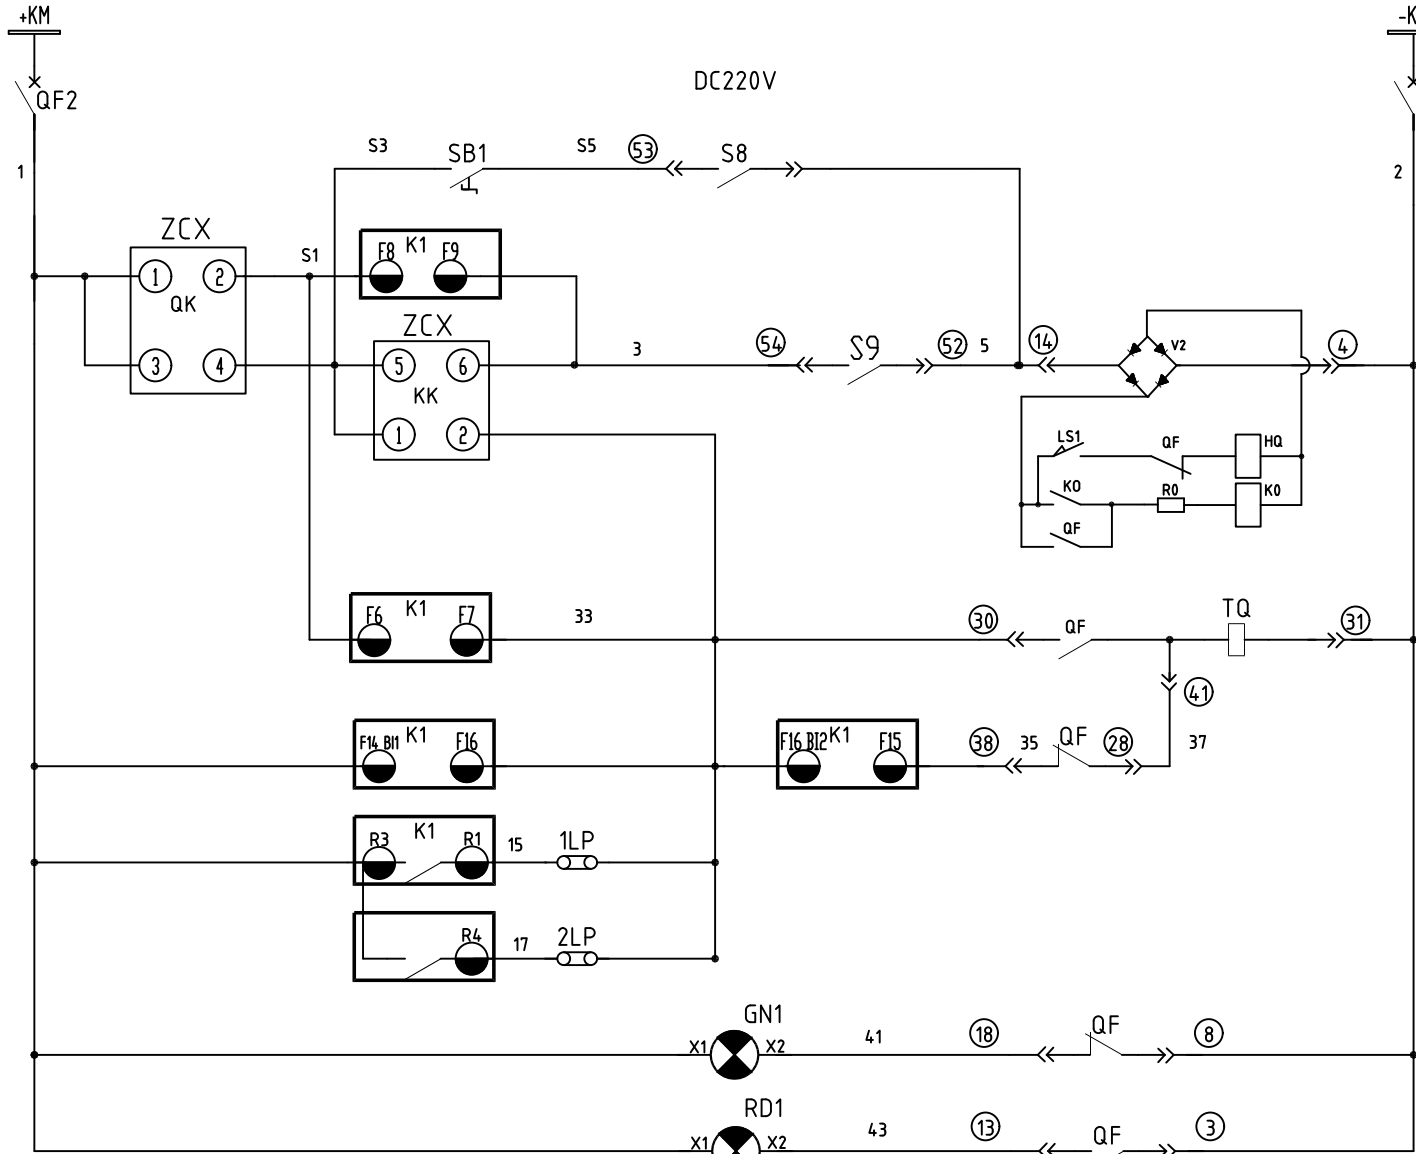 +KM
-K
DC220V
QF2
1
2
S3
SB1
S5
53
S8
ZCX
1
2
QK
3
4
S1
F8
K1
F9
ZCX
5
6
KK
1
2
3
54
S9
52
5
14
V2
4
LS1
QF
HQ
K0
R0
K0
QF
F6
K1
F7
33
30
QF
TQ
31
41
F14 BI1
K1
F16
F16 BI2
K1
F15
38
35
QF
28
37
R3
K1
R1
15
1LP
R4
17
2LP
GN1
X1
X2
41
18
QF
8
RD1
X1
X2
43
13
QF
3